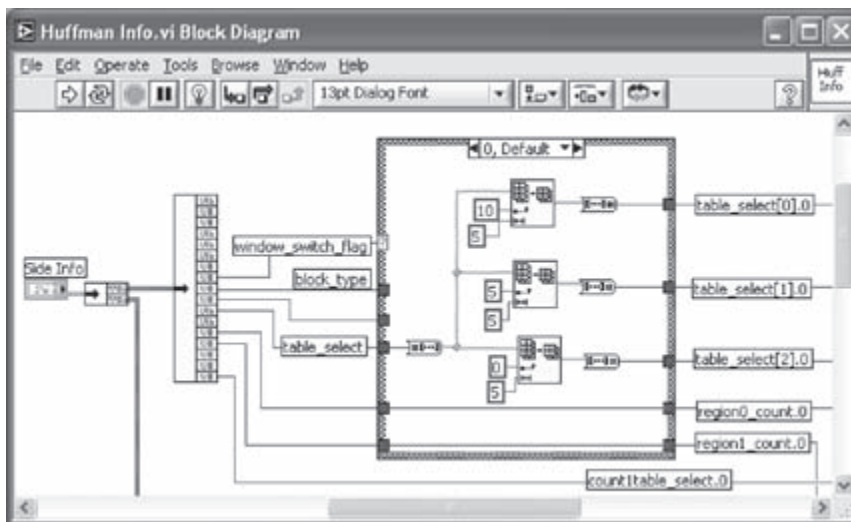 Huffman Info.vi Block Diagram
File Edit Operate Tools Browse Window Help
13pt Dialog Font
?
Huff
Info
0, Default
table_select[0].0
10
5
window_switch_flag
?
Side Info
block_type
table_select[1].0
5
5
table_select
table_select[2].0
0
5
region0_count.0
region1_count.0
count1table_select.0